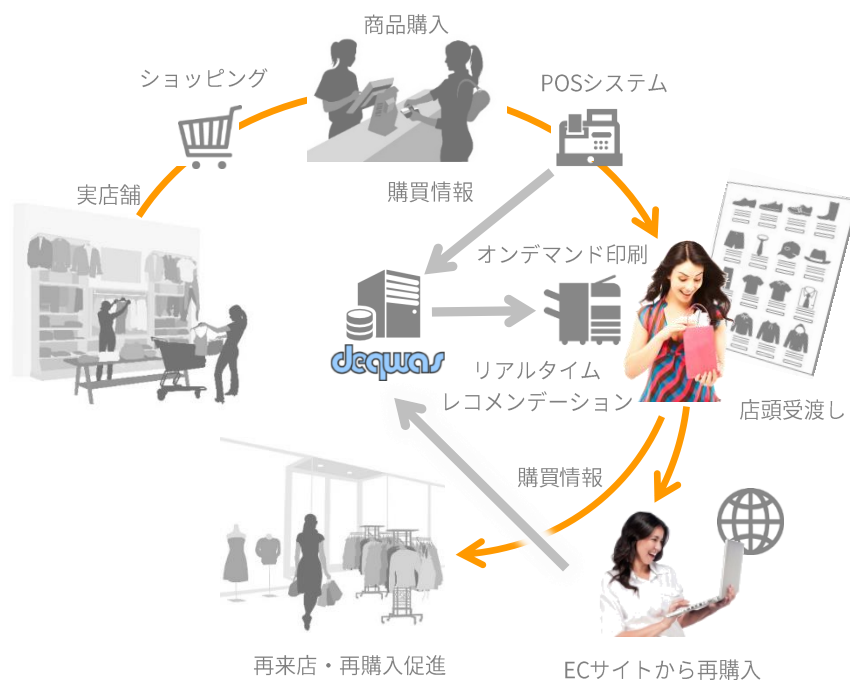 商品購入
ショッピング
POSシステム
実店舗
購買情報
オンデマンド印刷
deqwas
リアルタイム
レコメンデーション
店頭受渡し
購買情報
再来店・再購入促進
ECサイトから再購入